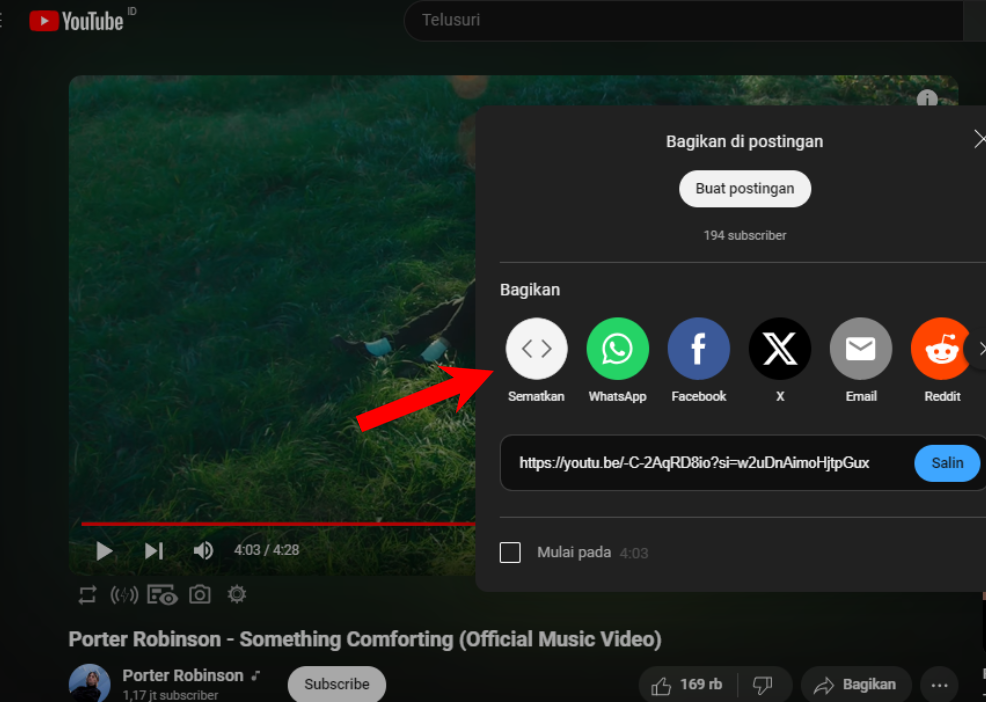 YouTube ID
Telusuri
Bagikan di postingan
Buat postingan
194 subscriber
Bagikan
Sematkan
WhatsApp
Facebook
X
Email
Reddit
https://youtu.be/-C-2AqRD8io?si=w2uDnAimoHjtpGux
Salin
Mulai pada 4:03
4:03 / 4:28
Porter Robinson - Something Comforting (Official Music Video)
Porter Robinson
1,17 jt subscriber
Subscribe
169 rb
Bagikan